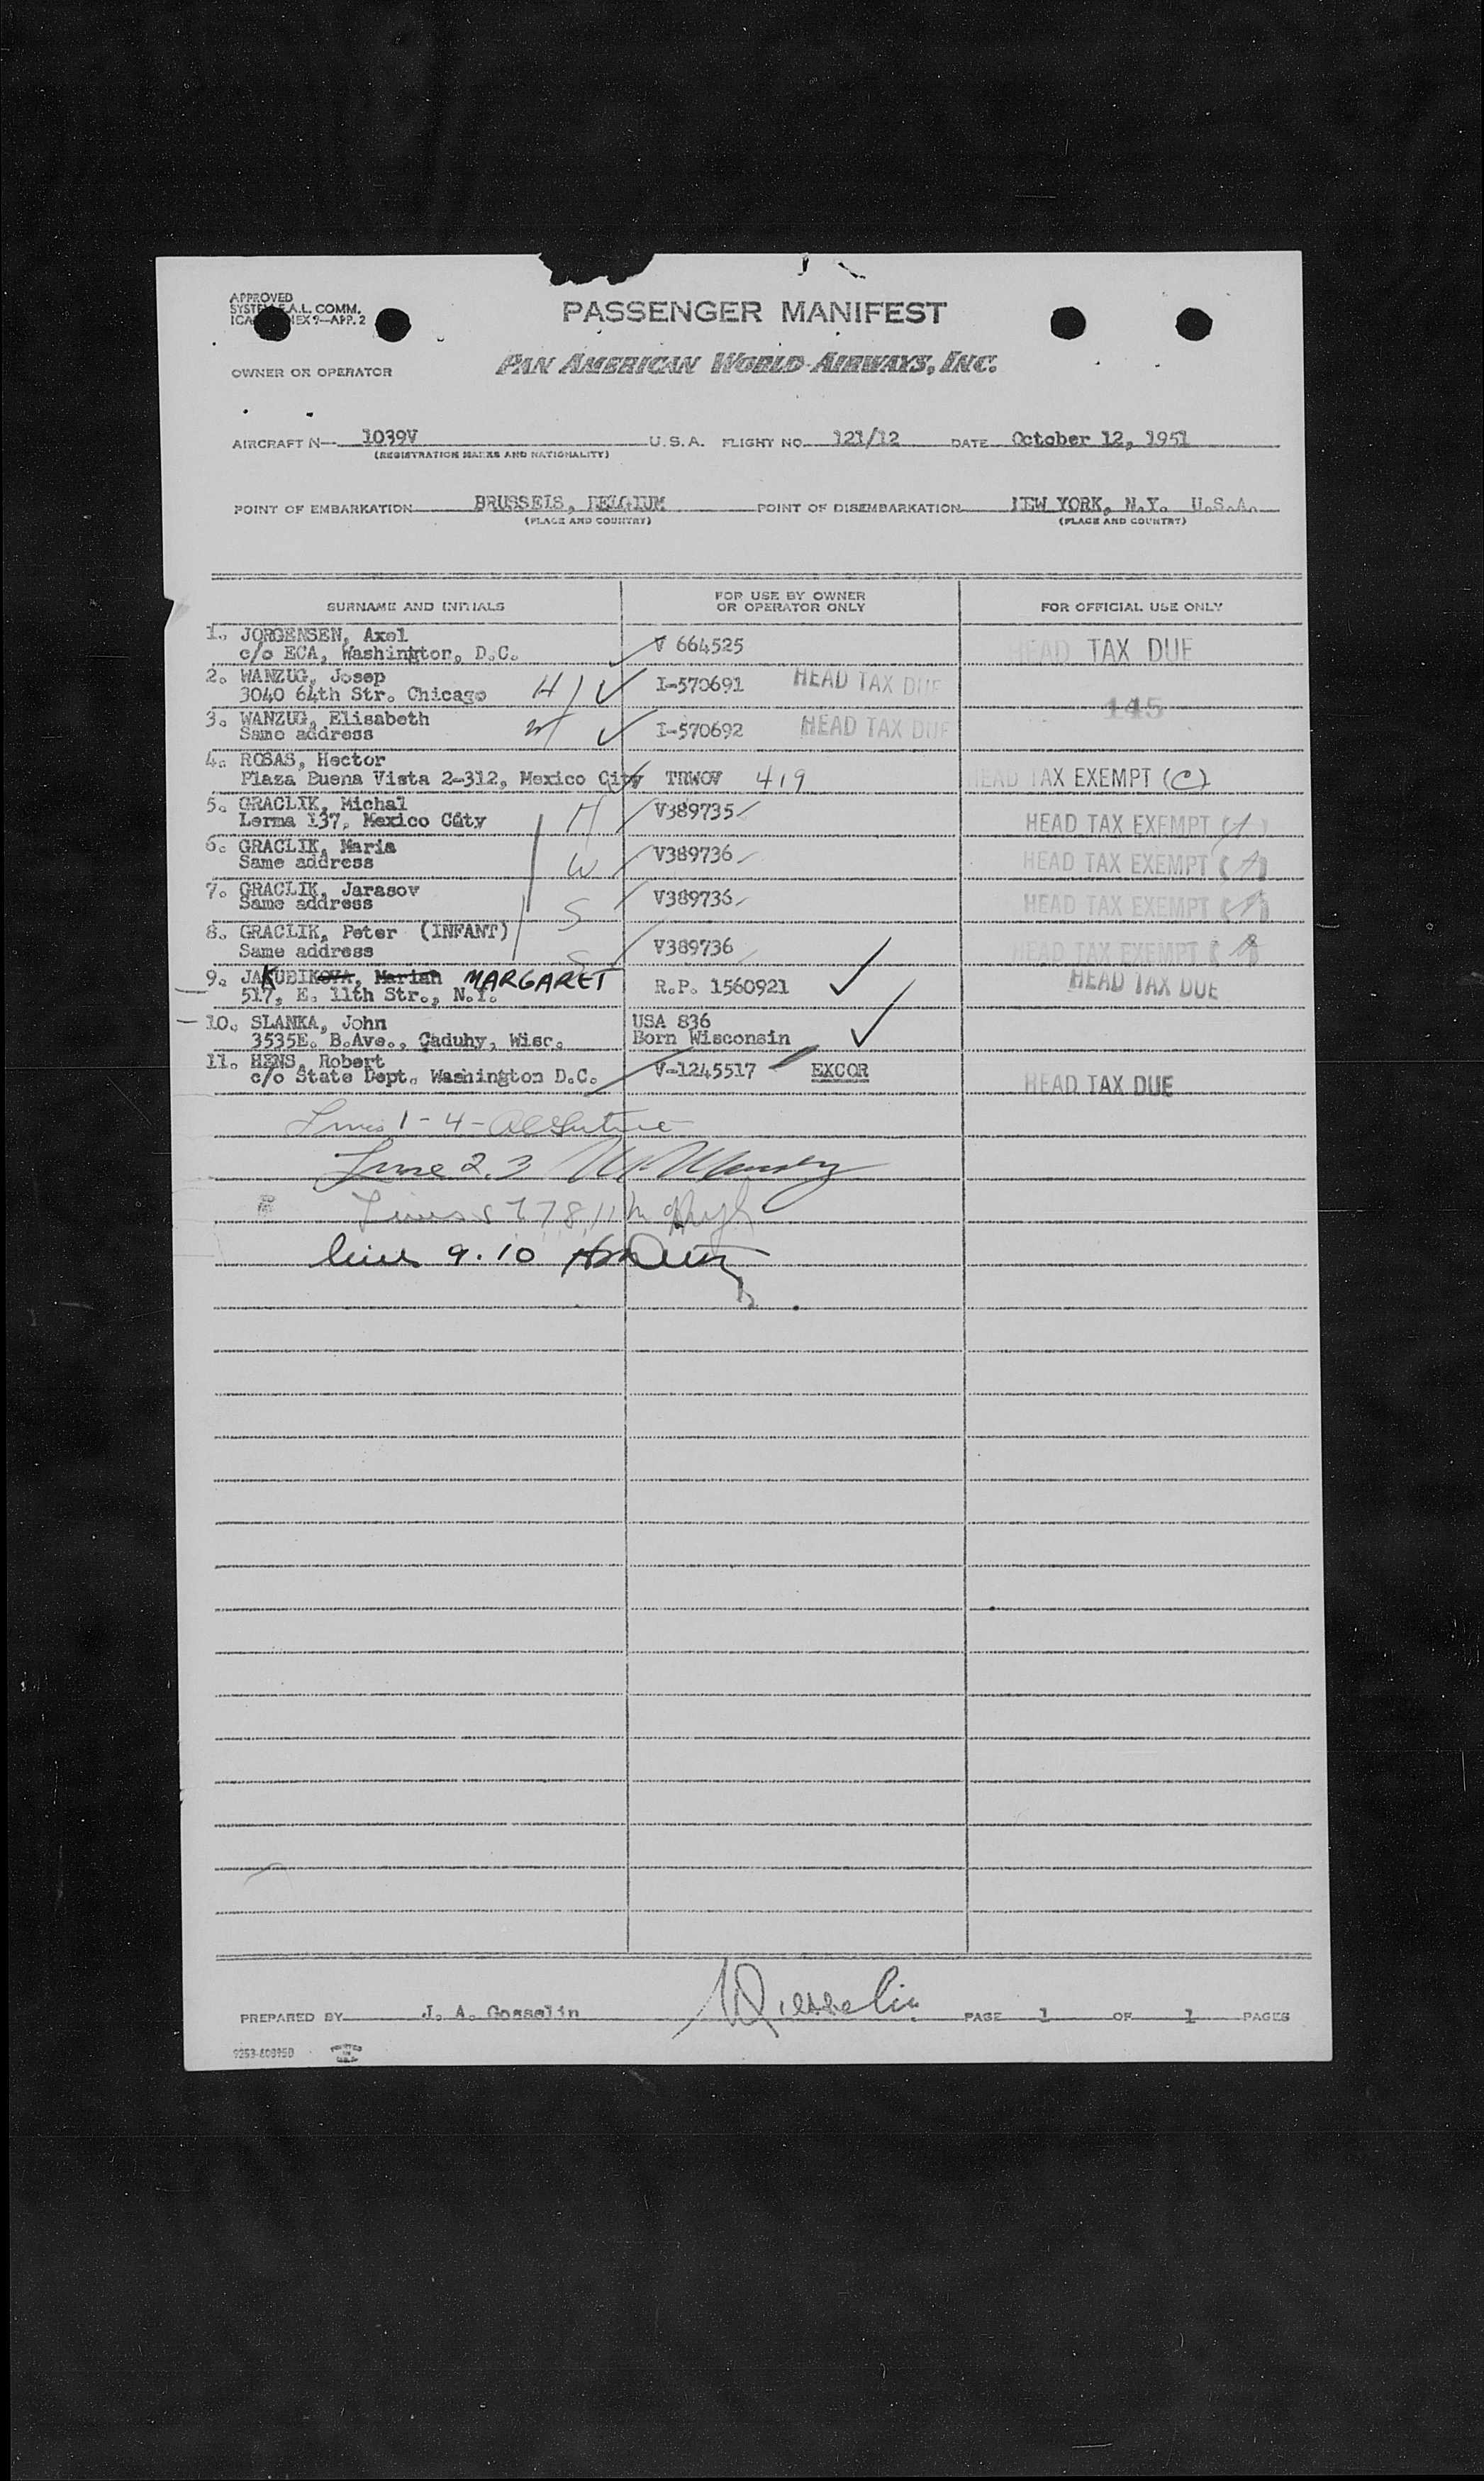 APPROVED
PASSENGER MANIFEST
PAN AMERICAN WORLD AIRWAYS, INC.
OWNER OR OPERATOR
AIRCRAFT N— 1039V U.S.A. FLIGHT NO. 121/12 DATE October 12, 1951
(REGISTRATION MARKS AND NATIONALITY)
POINT OF EMBARKATION BRUSSELS, BELGIUM POINT OF DISEMBARKATION NEW YORK, N.Y. U.S.A.
(PLACE AND COUNTRY) (PLACE AND COUNTRY)
SURNAME AND INITIALS FOR USE BY OWNER OR OPERATOR ONLY FOR OFFICIAL USE ONLY
1. JORGENSEN, Axel V 664525 HEAD TAX DUE
c/o ECA, Washington, D.C.
2. WANZUG, Josep H I-570691 HEAD TAX DUE
3040 64th Str. Chicago
145
3. WANZUG, Elisabeth W I-570692 HEAD TAX DUE
Same address
4. ROSAS, Hector
Plaza Buena Vista 2-312, Mexico City TRWOV 419 HEAD TAX EXEMPT (C)
5. GRACLIK, Michal H V389735 HEAD TAX EXEMPT
Lerma 137, Mexico City
6. GRACLIK, Maria W V389736 HEAD TAX EXEMPT
Same address
7. GRACLIK, Jarasov S V389736 HEAD TAX EXEMPT
Same address
8. GRACLIK, Peter (INFANT) S V389736 HEAD TAX EXEMPT
Same address
9. JAKUBIKOVA, Mariah MARGARET R.P. 1560921 HEAD TAX DUE
517, E. 11th Str., N.Y.
10. SLANKA, John USA 836
3535E. B.Ave., Caduhy, Wisc. Born Wisconsin
11. HENS, Robert V-1245517 EXCOR HEAD TAX DUE
c/o State Dept. Washington D.C.
Lines 1-4-
Line 2.3
Lines
lines 9.10
PREPARED BY J. A. Gosselin PAGE 1 OF 1 PAGES